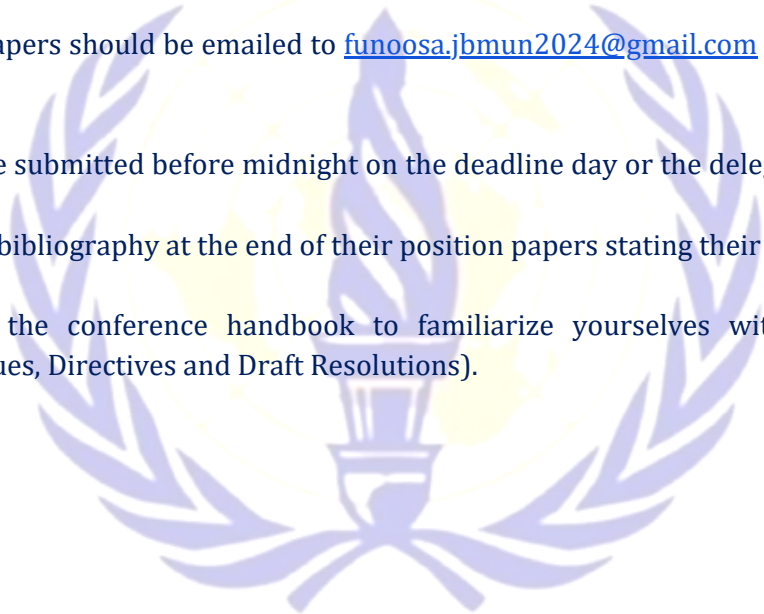 apers should be emailed to funoosa.jbmun2024@gmail.com
e submitted before midnight on the deadline day or the dele
bibliography at the end of their position papers stating their
the conference handbook to familiarize yourselves wit
ues, Directives and Draft Resolutions).